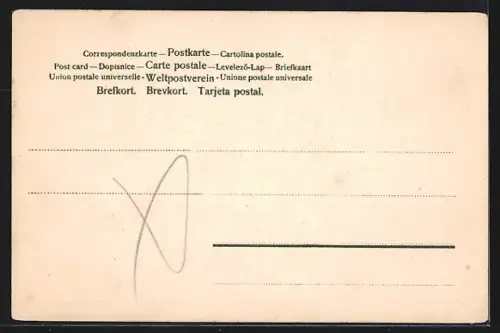 Correspondenzkarte — Postkarte — Cartolina postale.
Post card — Dopisnice — Carte postale — Levelező-Lap — Briefkaart
Union postale universelle - Weltpostverein - Unione postale universale
Brefkort. Brevkort. Tarjeta postal.